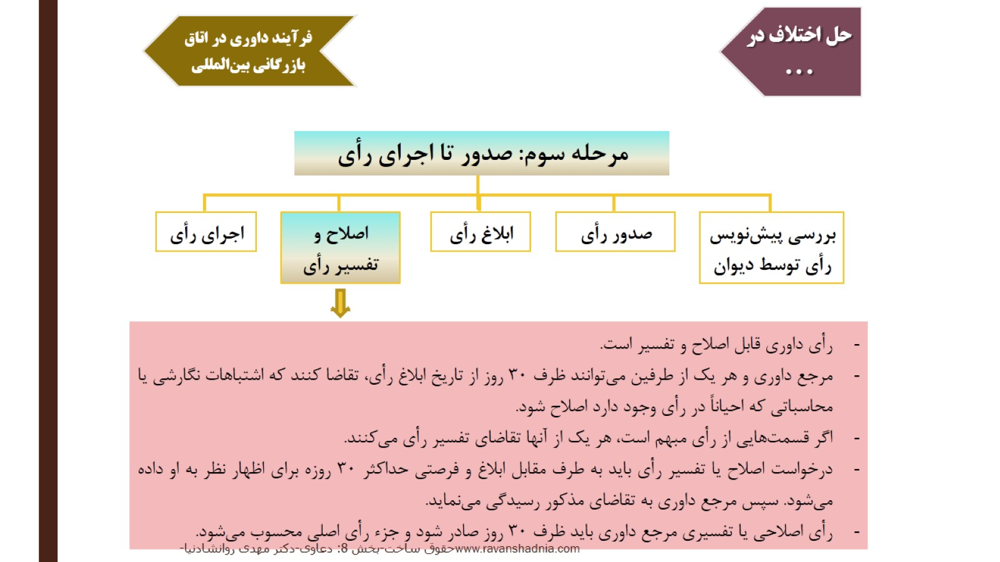 حل اختلاف در
...
فرآیند داوری در اتاق
بازرگانی بین‌المللی
مرحله سوم: صدور تا اجرای رأی
بررسی پیش‌نویس
رأی توسط دیوان
صدور رأی
ابلاغ رأی
اصلاح و
تفسیر رأی
اجرای رأی
- رأی داوری قابل اصلاح و تفسیر است.
- مرجع داوری و هر یک از طرفین می‌توانند ظرف ۳۰ روز از تاریخ ابلاغ رأی، تقاضا کنند که اشتباهات نگارشی یا
محاسباتی که احیاناً در رأی وجود دارد اصلاح شود.
- اگر قسمت‌هایی از رأی مبهم است، هر یک از آنها تقاضای تفسیر رأی می‌کنند.
- درخواست اصلاح یا تفسیر رأی باید به طرف مقابل ابلاغ و فرصتی حداکثر ۳۰ روزه برای اظهار نظر به او داده
می‌شود. سپس مرجع داوری به تقاضای مذکور رسیدگی می‌نماید.
- رأی اصلاحی یا تفسیری مرجع داوری باید ظرف ۳۰ روز صادر شود و جزء رأی اصلی محسوب می‌شود.
حقوق ساخت-بخش 8: دعاوی-دکتر مهدی روانشادنیا-www.ravanshadnia.com